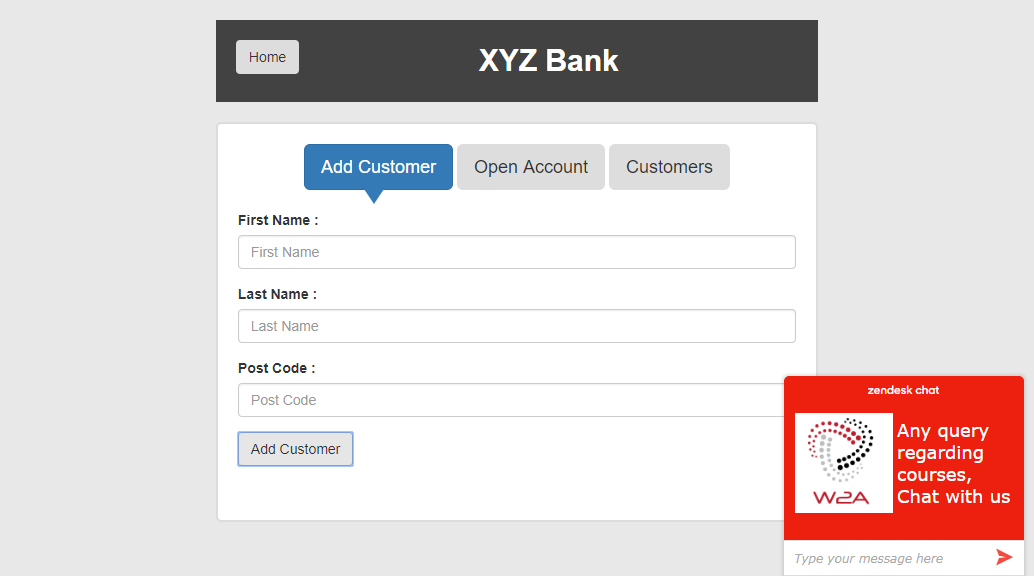 Home
XYZ Bank
Add Customer
Open Account
Customers
First Name :
First Name
Last Name :
Last Name
Post Code :
Post Code
Add Customer
zendesk chat
W2A
Any query
regarding
courses,
Chat with us
Type your message here